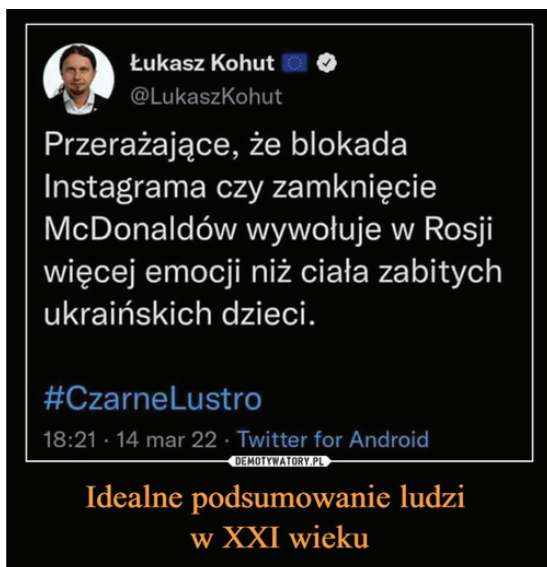 Łukasz Kohut
@LukaszKohut
Przerażające, że blokada
Instagrama czy zamknięcie
McDonaldów wywołuje w Rosji
więcej emocji niż ciała zabitych
ukraińskich dzieci.
#CzarneLustro
18:21 · 14 mar 22 · Twitter for Android
DEMOTYWATORY.PL
Idealne podsumowanie ludzi
w XXI wieku